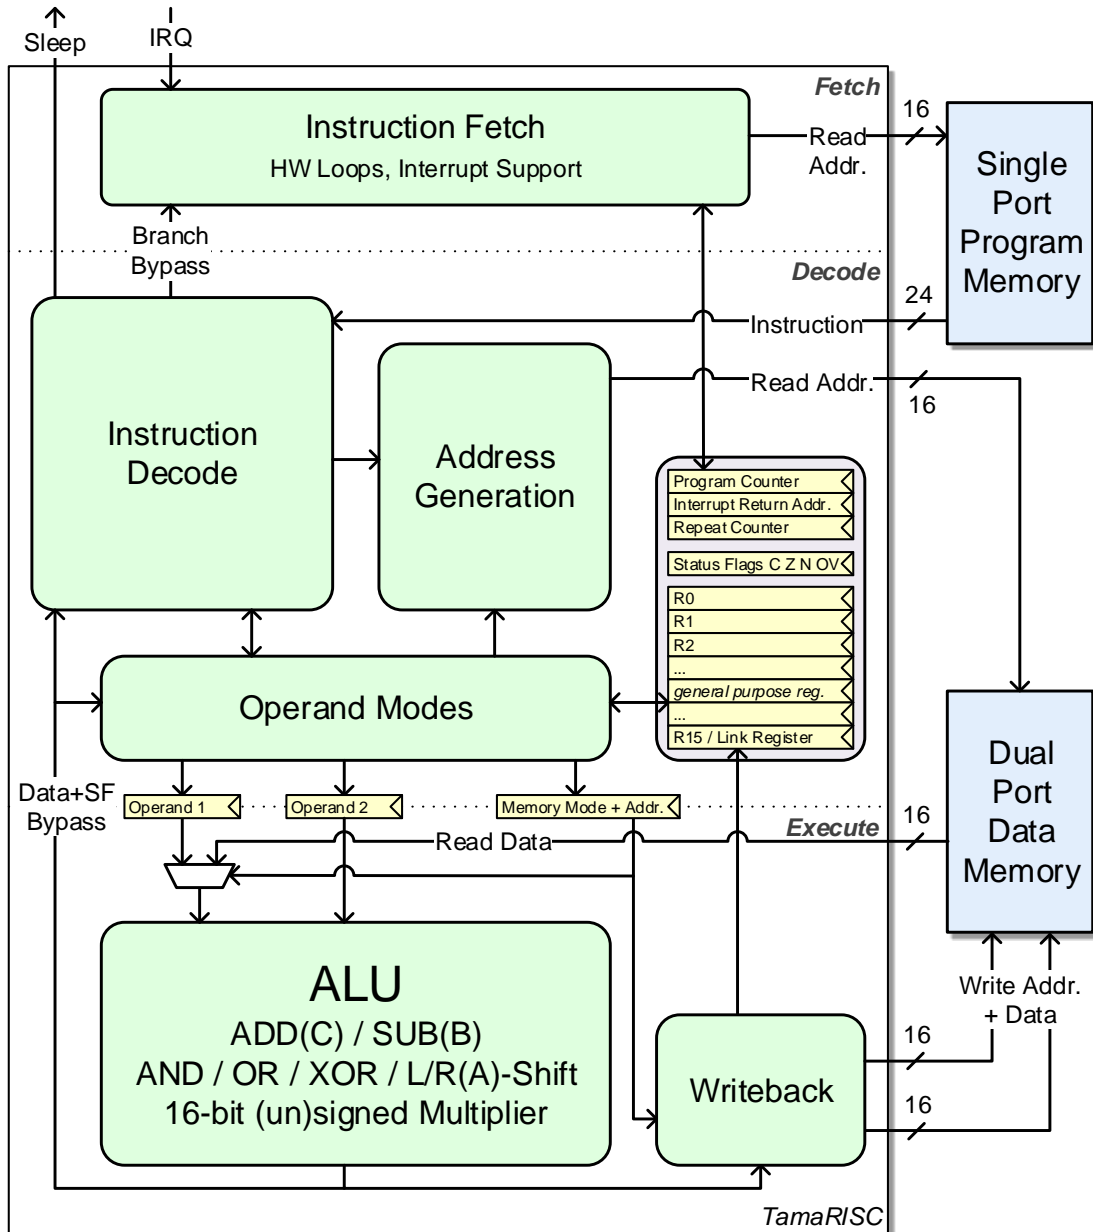 Sleep
IRQ
Fetch
Instruction Fetch
HW Loops, Interrupt Support
16
Read
Addr.
Single
Port
Program
Memory
Branch
Bypass
Decode
24
Instruction
Read Addr.
16
Instruction
Decode
Address
Generation
Program Counter
Interrupt Return Addr.
Repeat Counter
Status Flags C Z N OV
R0
R1
R2
...
general purpose reg.
...
R15 / Link Register
Operand Modes
Dual
Port
Data
Memory
Data+SF
Bypass
Operand 1
Operand 2
Memory Mode + Addr.
Execute
16
Read Data
ALU
ADD(C) / SUB(B)
AND / OR / XOR / L/R(A)-Shift
16-bit (un)signed Multiplier
Write Addr.
+ Data
16
Writeback
16
TamaRISC